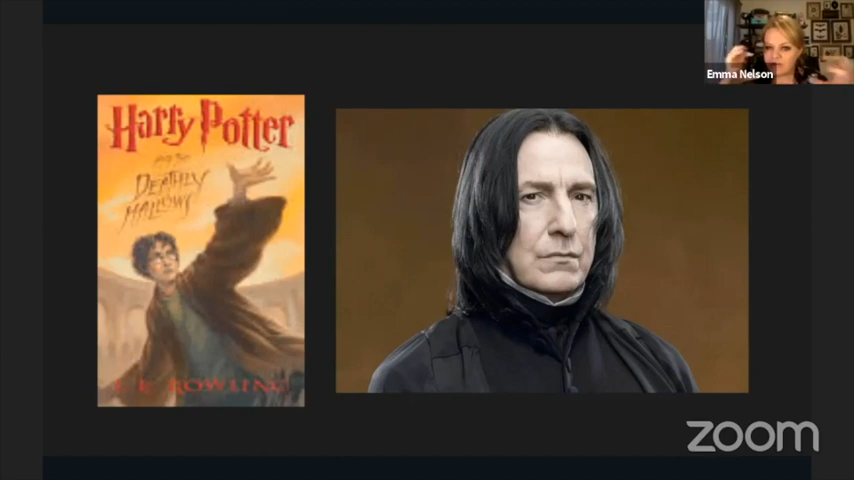 Emma Nelson
Harry Potter
AND THE
DEATHLY
HALLOWS
J. K. ROWLING
zoom